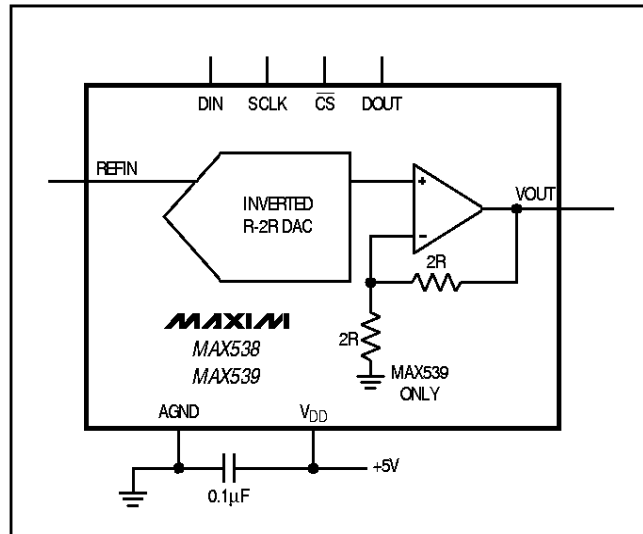 DIN SCLK CS DOUT
REFIN
INVERTED
R-2R DAC
+
VOUT
−
2R
2R
MAXIM
MAX538
MAX539
MAX539
ONLY
AGND
VDD
+5V
0.1µF